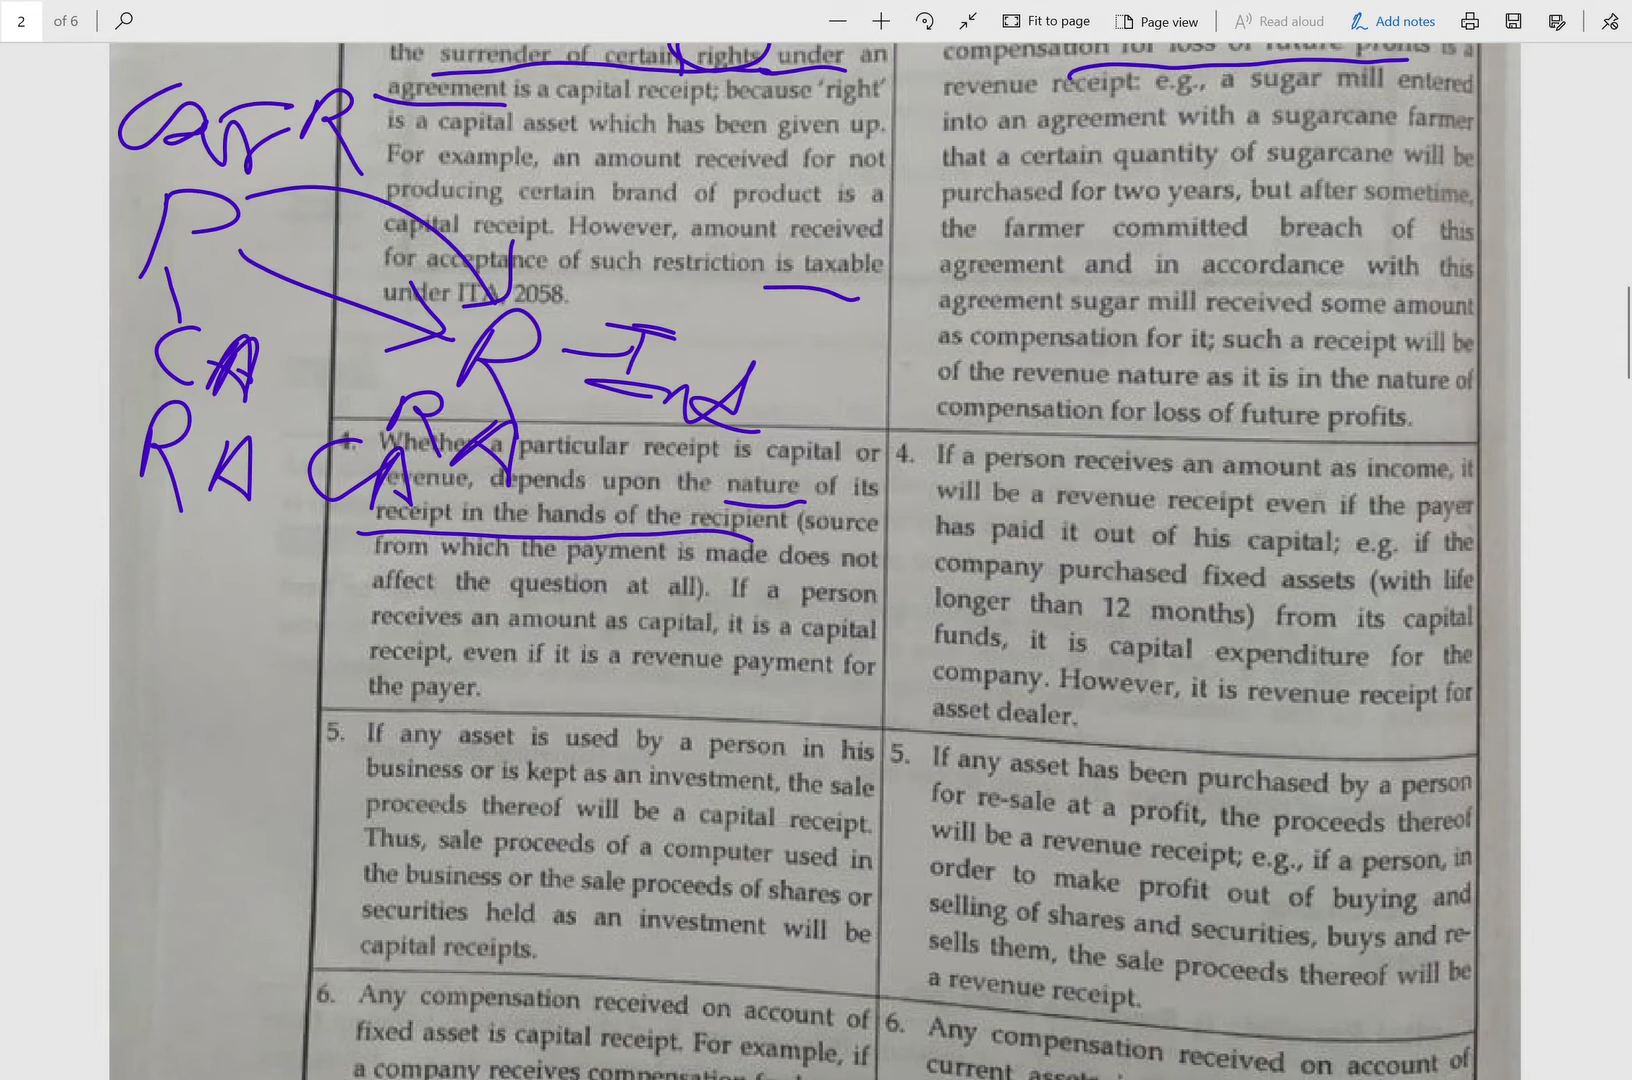 2 of 6 Fit to page Page view Read aloud Add notes
the surrender of certain rights under an
agreement is a capital receipt; because 'right'
is a capital asset which has been given up.
For example, an amount received for not
producing certain brand of product is a
capital receipt. However, amount received
for acceptance of such restriction is taxable
under ITA, 2058.
compensation for loss of future profits is a
revenue receipt: e.g., a sugar mill entered
into an agreement with a sugarcane farmer
that a certain quantity of sugarcane will be
purchased for two years, but after sometime,
the farmer committed breach of this
agreement and in accordance with this
agreement sugar mill received some amount
as compensation for it; such a receipt will be
of the revenue nature as it is in the nature of
compensation for loss of future profits.
4. Whether a particular receipt is capital or
revenue, depends upon the nature of its
receipt in the hands of the recipient (source
from which the payment is made does not
affect the question at all). If a person
receives an amount as capital, it is a capital
receipt, even if it is a revenue payment for
the payer.
4. If a person receives an amount as income, it
will be a revenue receipt even if the payer
has paid it out of his capital; e.g. if the
company purchased fixed assets (with life
longer than 12 months) from its capital
funds, it is capital expenditure for the
company. However, it is revenue receipt for
asset dealer.
5. If any asset is used by a person in his
business or is kept as an investment, the sale
proceeds thereof will be a capital receipt.
Thus, sale proceeds of a computer used in
the business or the sale proceeds of shares or
securities held as an investment will be
capital receipts.
5. If any asset has been purchased by a person
for re-sale at a profit, the proceeds thereof
will be a revenue receipt; e.g., if a person, in
order to make profit out of buying and
selling of shares and securities, buys and re-
sells them, the sale proceeds thereof will be
a revenue receipt.
6. Any compensation received on account of
fixed asset is capital receipt. For example, if
a company receives compensation
6. Any compensation received on account of
current
P
R
CA
RA
R
CA